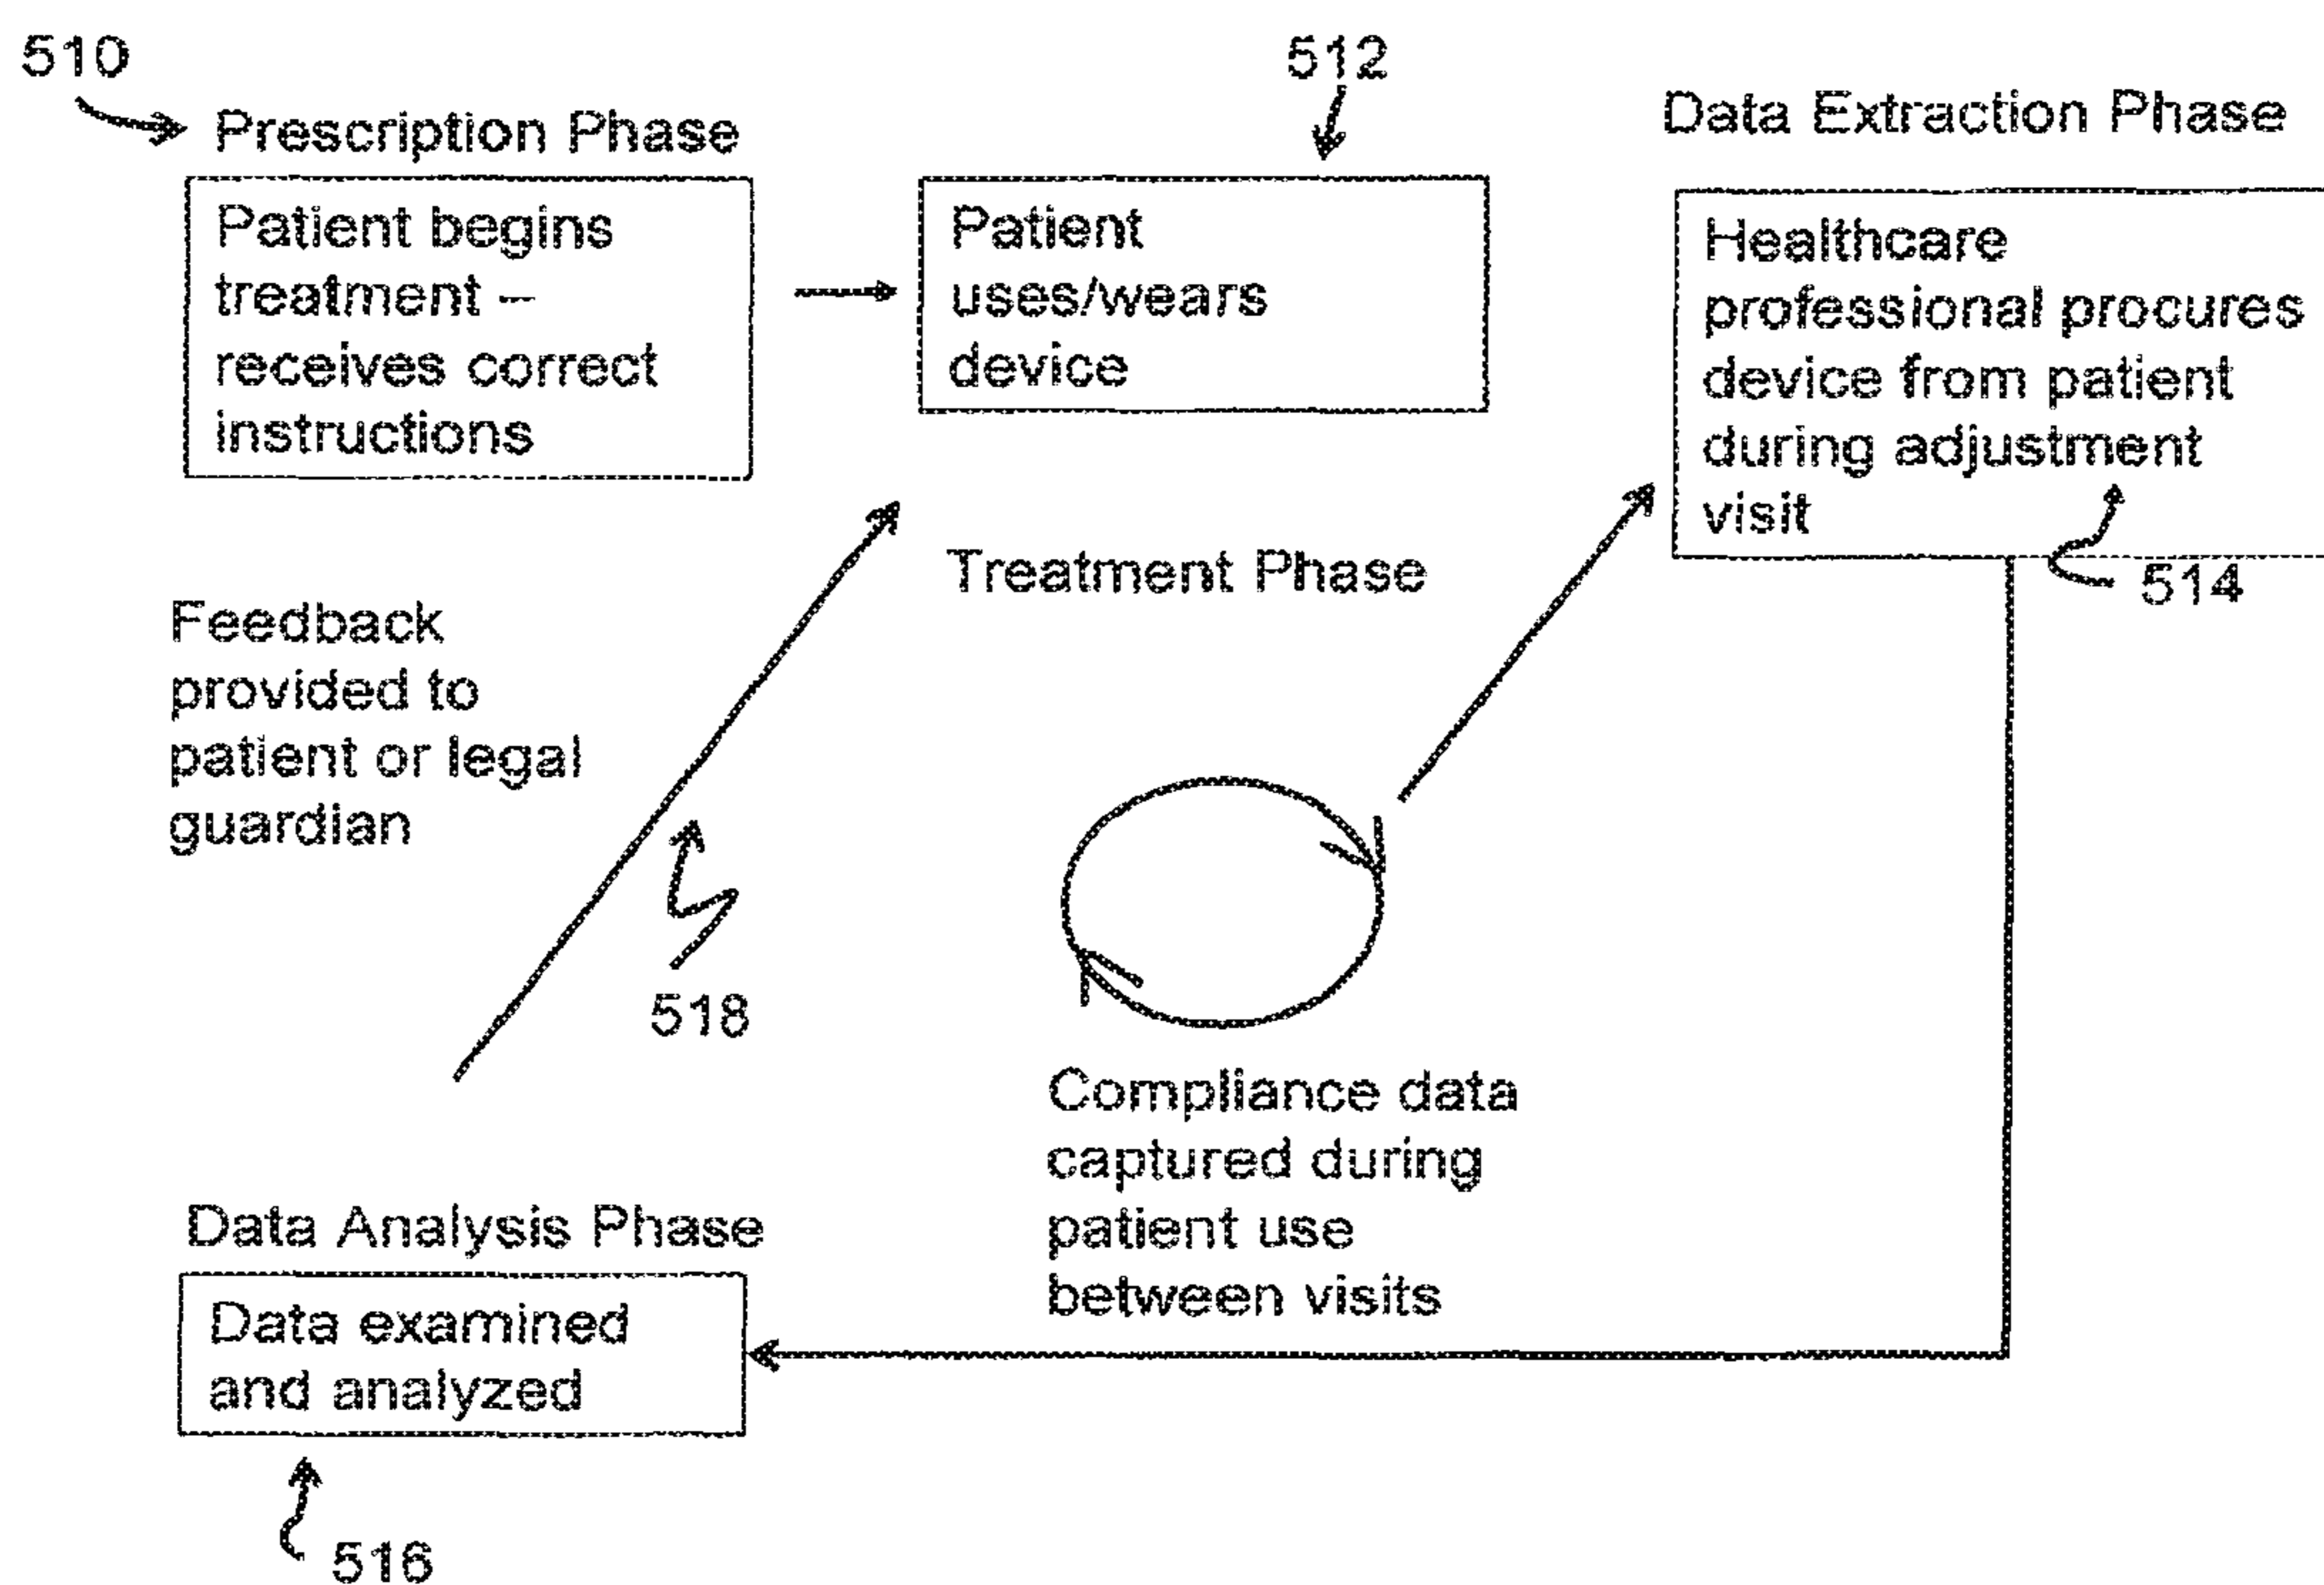 510
Prescription Phase
Patient begins
treatment –
receives correct
instructions
512
Patient
uses/wears
device
Data Extraction Phase
Healthcare
professional procures
device from patient
during adjustment
visit
514
Treatment Phase
Feedback
provided to
patient or legal
guardian
518
Compliance data
captured during
patient use
between visits
Data Analysis Phase
Data examined
and analyzed
516